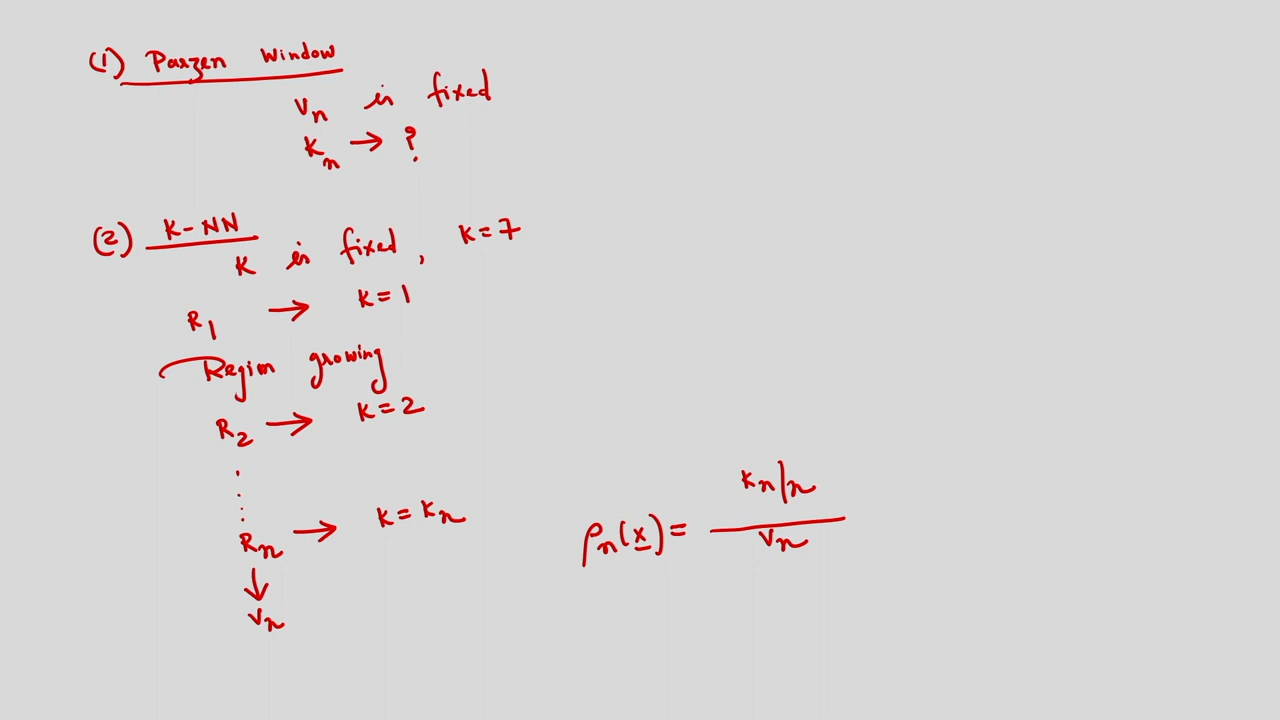 (1) Parzen Window
Vn is fixed
Kn → ?
(2) K-NN
K is fixed, K=7
R1 → K=1
Region growing
R2 → K=2
⋮
Rn → K=Kn
↓
Vn
pn(x) = (Kn/n) / Vn